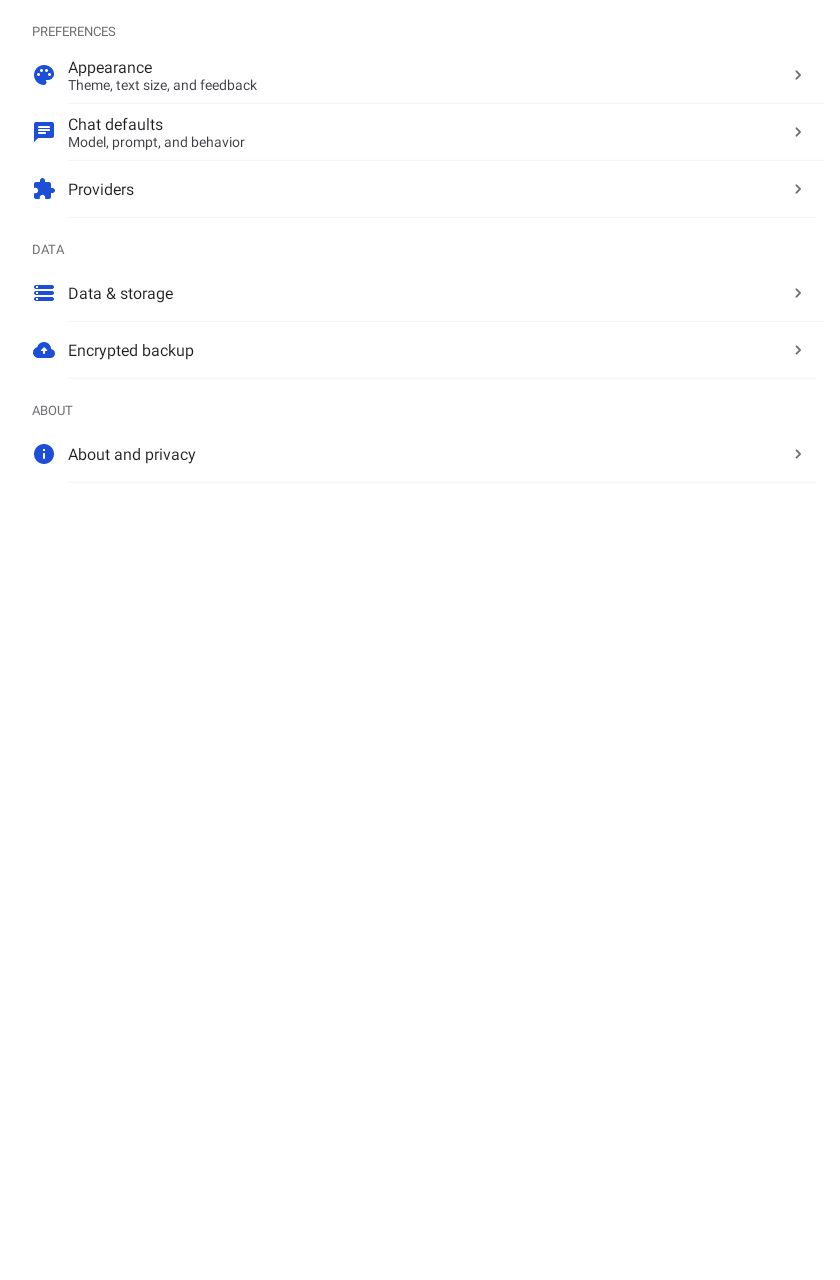 PREFERENCES
Appearance
Theme, text size, and feedback
Chat defaults
Model, prompt, and behavior
Providers
DATA
Data & storage
Encrypted backup
ABOUT
About and privacy